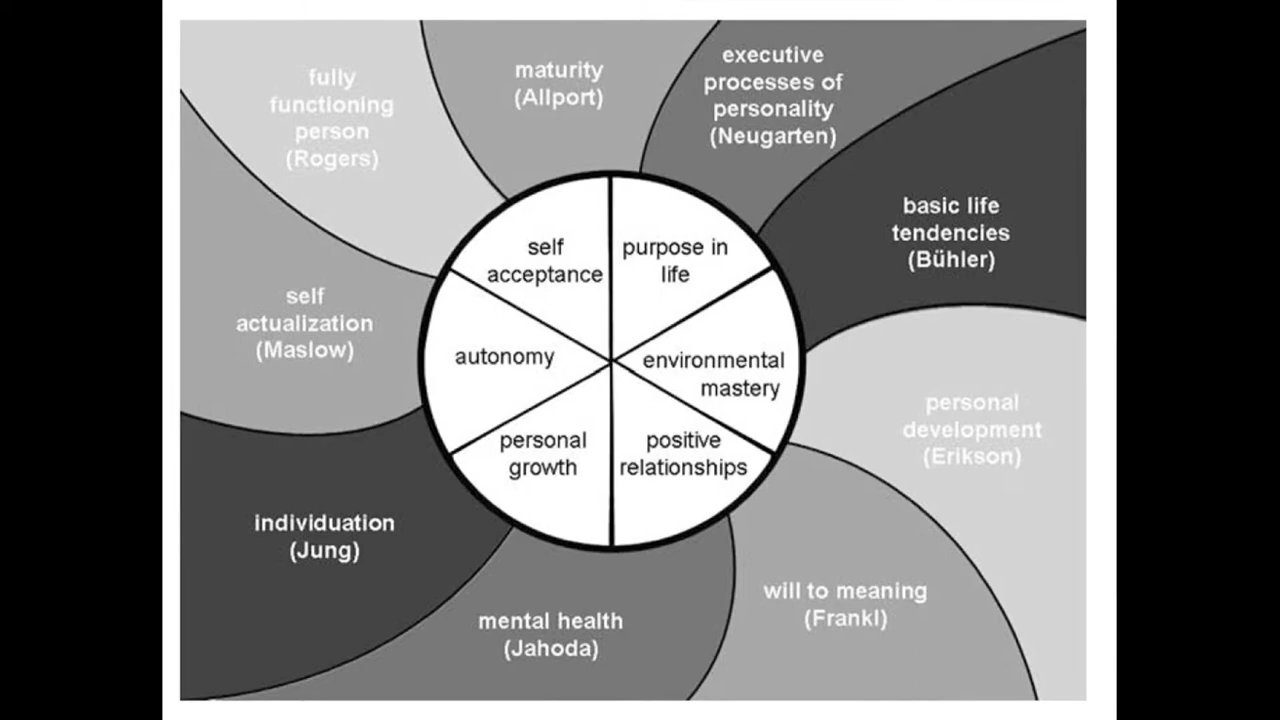 fully
functioning
person
(Rogers)
maturity
(Allport)
executive
processes of
personality
(Neugarten)
basic life
tendencies
(Bühler)
personal
development
(Erikson)
will to meaning
(Frankl)
mental health
(Jahoda)
individuation
(Jung)
self
actualization
(Maslow)
self
acceptance
purpose in
life
environmental
mastery
positive
relationships
personal
growth
autonomy